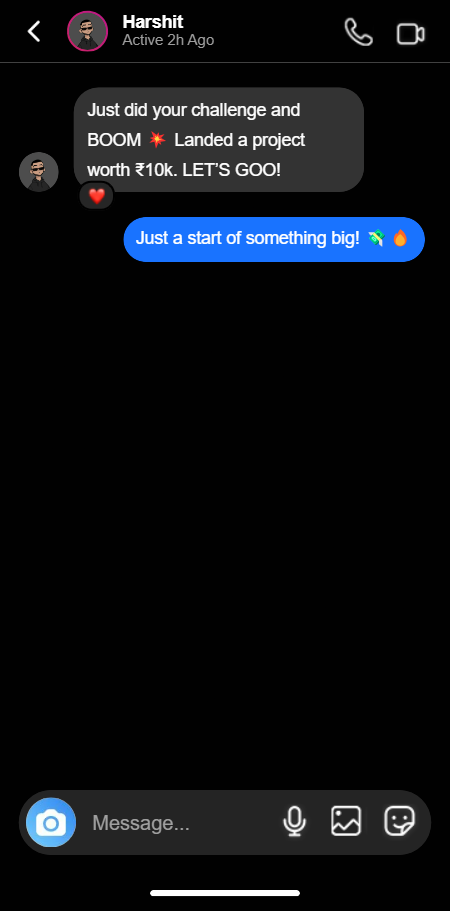 Harshit
Active 2h Ago
Just did your challenge and
BOOM 💥 Landed a project
worth ₹10k. LET'S GOO!
❤️
Just a start of something big! 💸 🔥
Message...